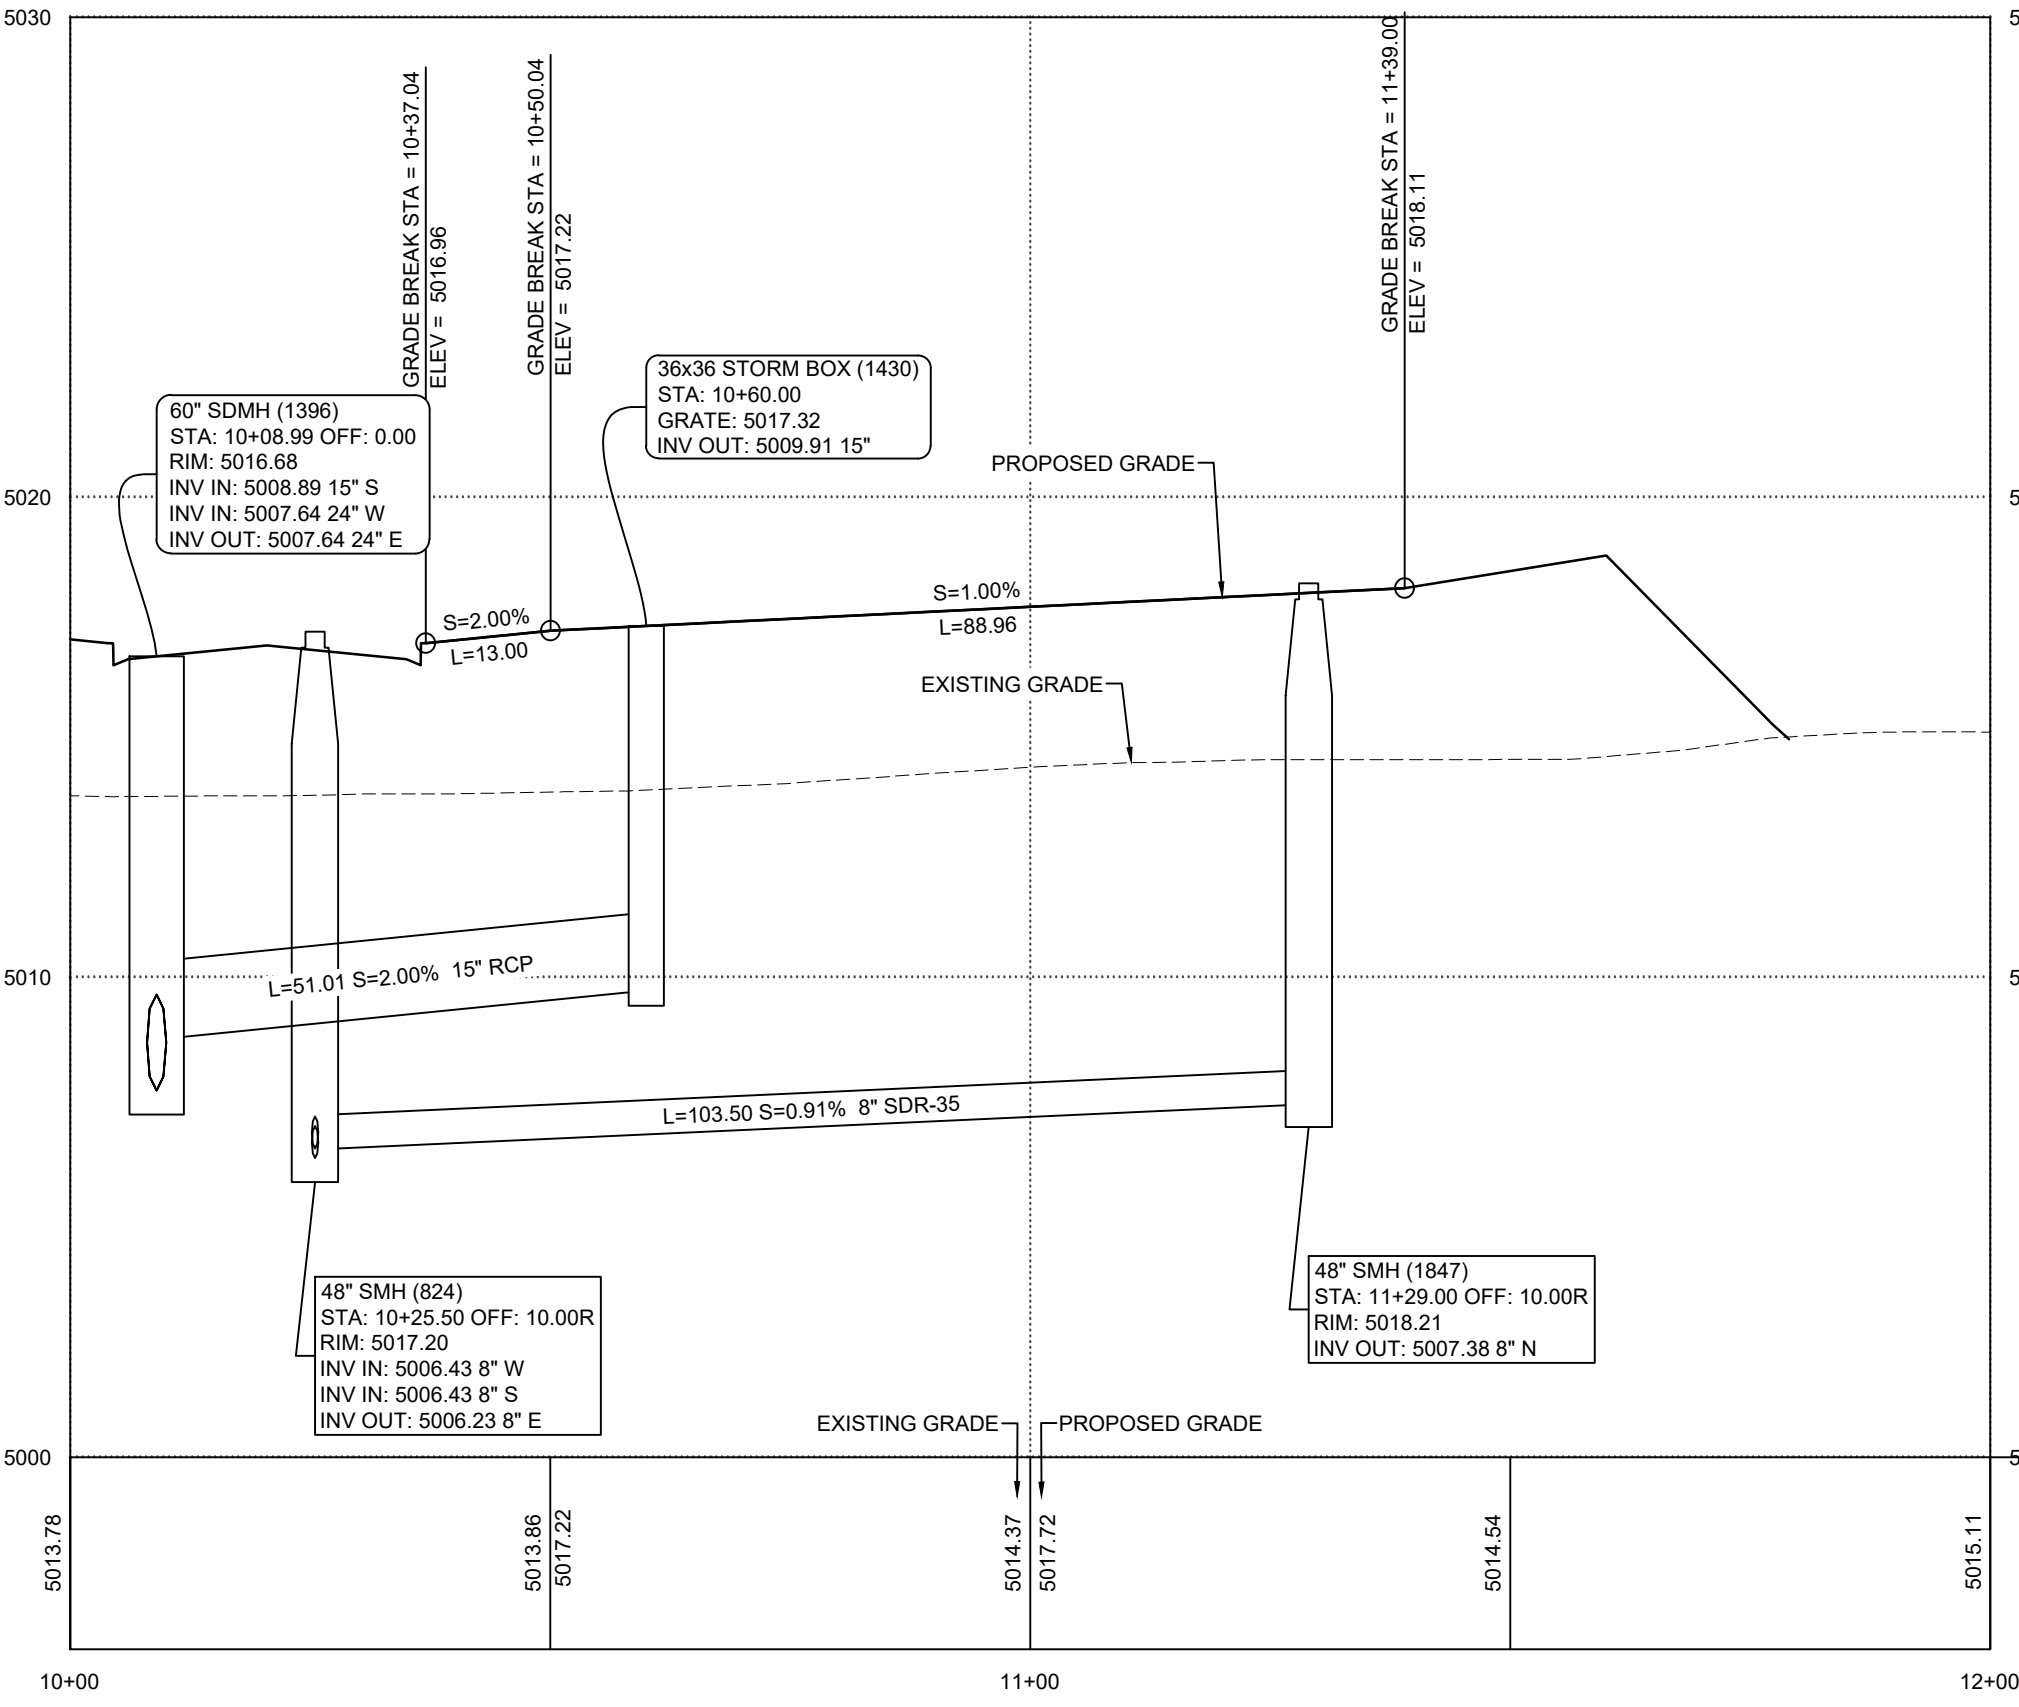 5030
5
GRADE BREAK STA = 10+37.04
ELEV = 5016.96
GRADE BREAK STA = 10+50.04
ELEV = 5017.22
GRADE BREAK STA = 11+39.00
ELEV = 5018.11
60" SDMH (1396)
STA: 10+08.99 OFF: 0.00
RIM: 5016.68
INV IN: 5008.89 15" S
INV IN: 5007.64 24" W
INV OUT: 5007.64 24" E
36x36 STORM BOX (1430)
STA: 10+60.00
GRATE: 5017.32
INV OUT: 5009.91 15"
PROPOSED GRADE
5020
5
S=2.00%
L=13.00
S=1.00%
L=88.96
EXISTING GRADE
5010
5
L=51.01 S=2.00% 15" RCP
L=103.50 S=0.91% 8" SDR-35
48" SMH (824)
STA: 10+25.50 OFF: 10.00R
RIM: 5017.20
INV IN: 5006.43 8" W
INV IN: 5006.43 8" S
INV OUT: 5006.23 8" E
48" SMH (1847)
STA: 11+29.00 OFF: 10.00R
RIM: 5018.21
INV OUT: 5007.38 8" N
EXISTING GRADE
PROPOSED GRADE
5000
5
5013.78
5013.86
5017.22
5014.37
5017.72
5014.54
5015.11
10+00
11+00
12+00